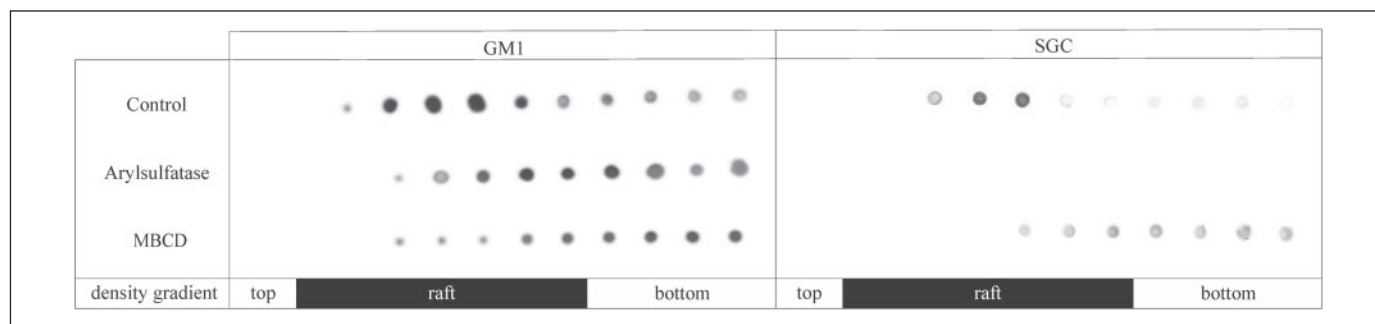 GM1 SGC
Control
Arylsulfatase
MBCD
density gradient top raft bottom top raft bottom